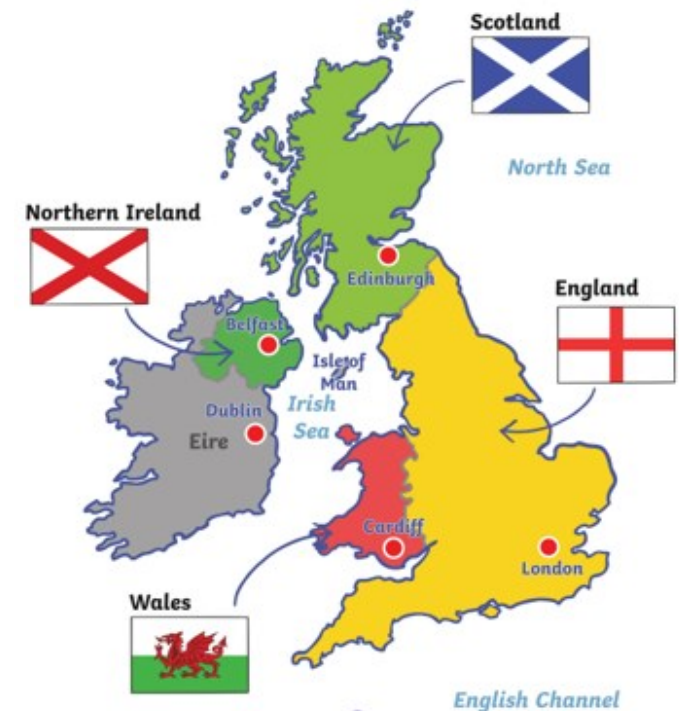 Scotland
North Sea
Northern Ireland
Edinburgh
England
Belfast
Isle of
Man
Dublin
Irish
Sea
Eire
Cardiff
London
Wales
English Channel